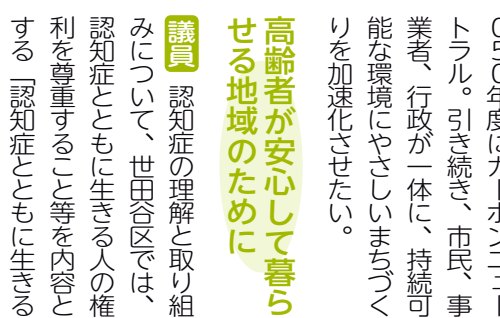 050年度にカーボンニュー
トラル。引き続き、市民、事
業者、行政が一体に、持続可
能な環境にやさしいまちづく
りを加速化させたい。
高齢者が安心して暮ら
せる地域のために
議員 認知症の理解と取り組
みについて、世田谷区では、
認知症とともに生きる人の権
利を尊重すること等を内容と
する「認知症とともに生きる